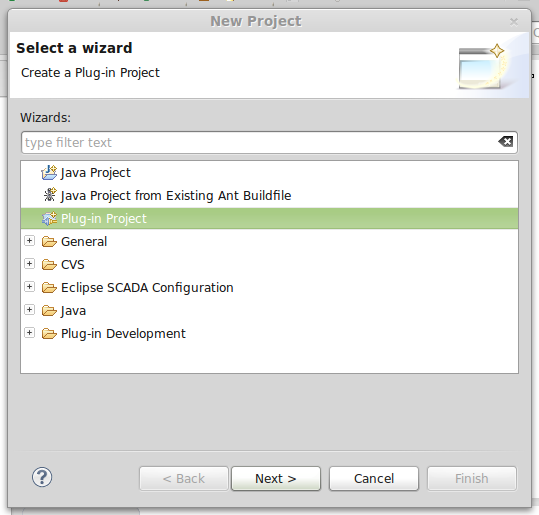 New Project
Select a wizard
Create a Plug-in Project
Wizards:
type filter text
Java Project
Java Project from Existing Ant Buildfile
Plug-in Project
General
CVS
Eclipse SCADA Configuration
Java
Plug-in Development
< Back Next > Cancel Finish